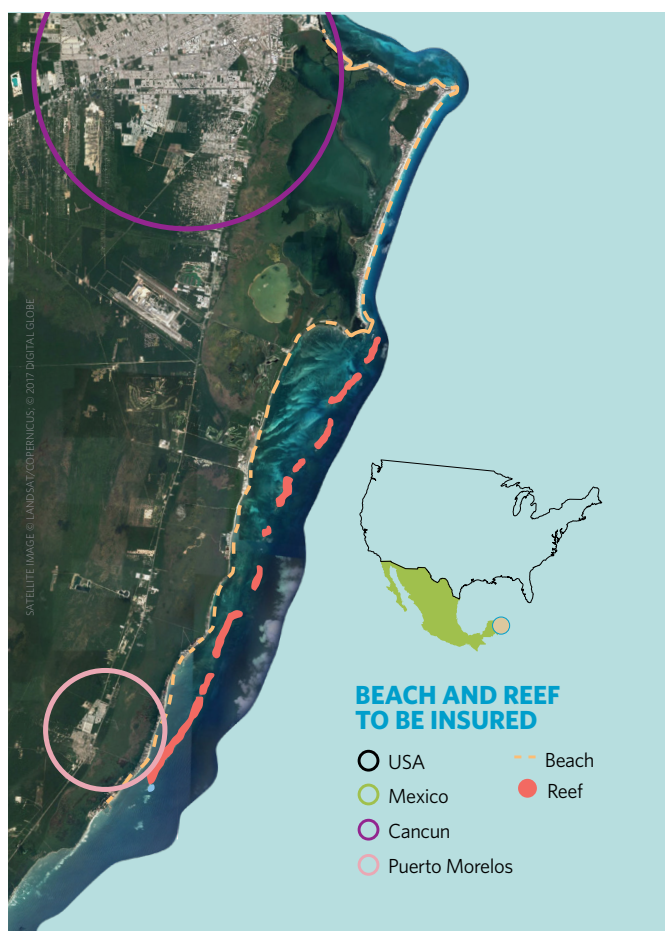 SATELLITE IMAGE © LANDSAT/COPERNICUS; © 2017 DIGITAL GLOBE
BEACH AND REEF
TO BE INSURED
USA
Mexico
Cancun
Puerto Morelos
Beach
Reef